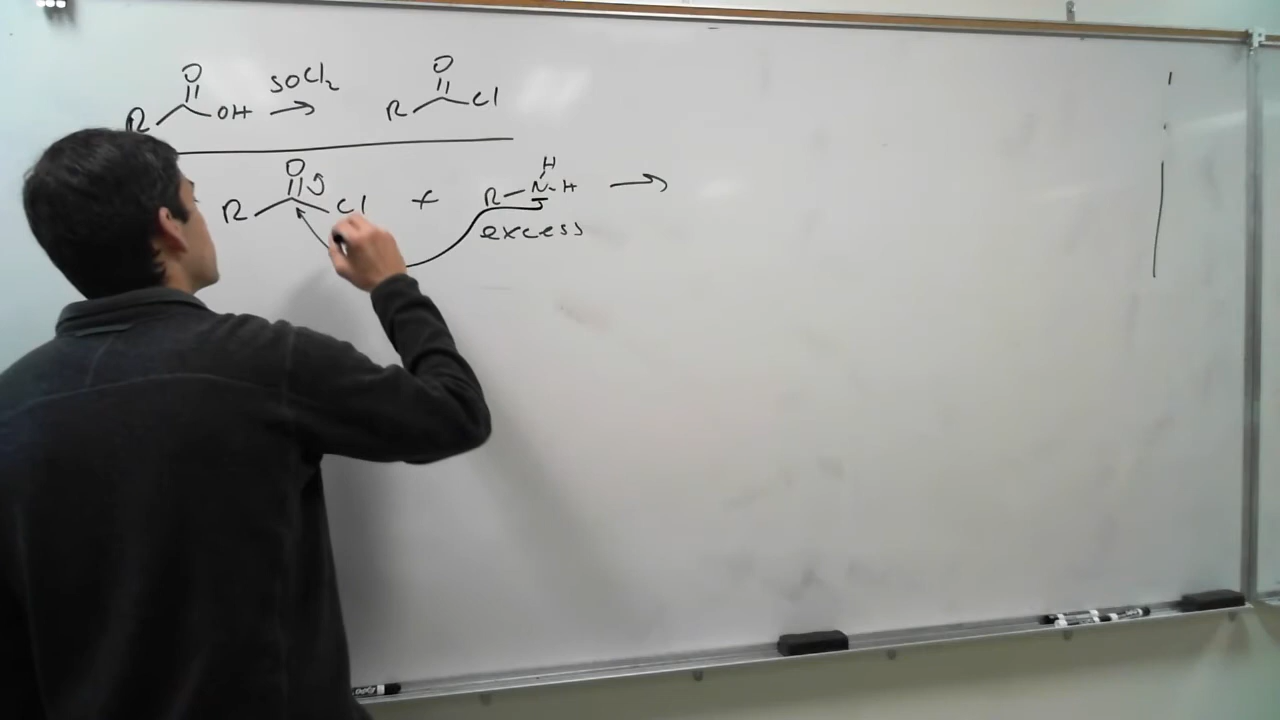 O O
R OH SOCl₂ → R Cl
O H
R Cl + R-N-H →
excess